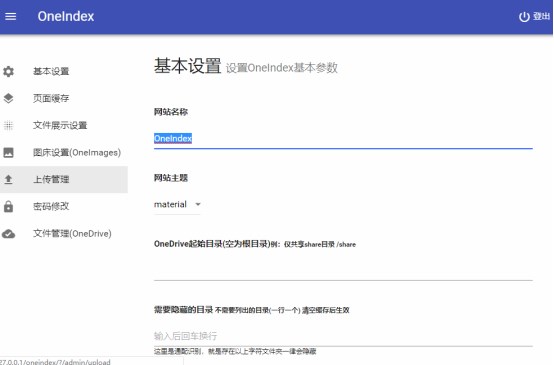 OneIndex
登出
基本设置
页面缓存
文件展示设置
图床设置(OneImages)
上传管理
密码修改
文件管理(OneDrive)
基本设置 设置OneIndex基本参数
网站名称
OneIndex
网站主题
material
OneDrive起始目录(空为根目录)例：仅共享share目录 /share
需要隐藏的目录 不需要列出的目录(一行一个) 清空缓存后生效
输入后回车换行
这里是通配识别，就是存在以上字符文件夹一律会隐藏
27.0.0.1/oneindex/?/admin/upload